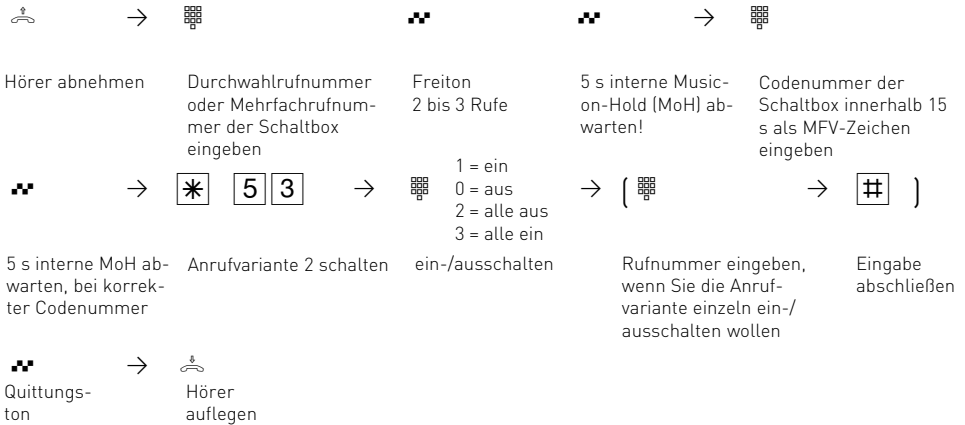 Hörer abnehmen
Durchwahlrufnummer
oder Mehrfachrufnum-
mer der Schaltbox
eingeben
Freiton
2 bis 3 Rufe
5 s interne Music-
on-Hold (MoH) ab-
warten!
Codenummer der
Schaltbox innerhalb 15
s als MFV-Zeichen
eingeben
* 5 3
1 = ein
0 = aus
2 = alle aus
3 = alle ein
( # )
5 s interne MoH ab-
warten, bei korrek-
ter Codenummer
Anrufvariante 2 schalten
ein-/ausschalten
Rufnummer eingeben,
wenn Sie die Anruf-
variante einzeln ein-/
ausschalten wollen
Eingabe
abschließen
Quittungs-
ton
Hörer
auflegen